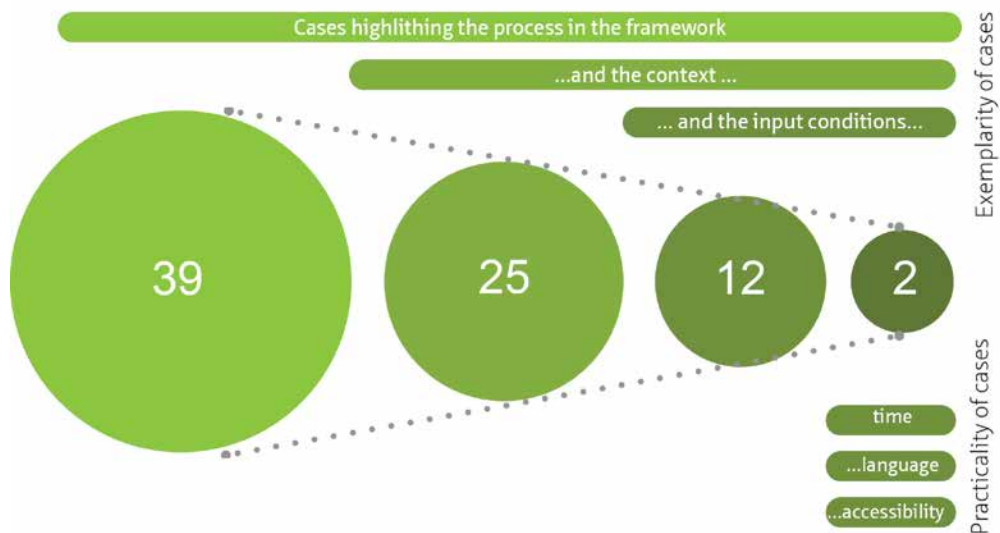 Cases highlithing the process in the framework
...and the context ...
... and the input conditions...
Exemplarity of cases
39
25
12
2
time
...language
...accessibility
Practicality of cases